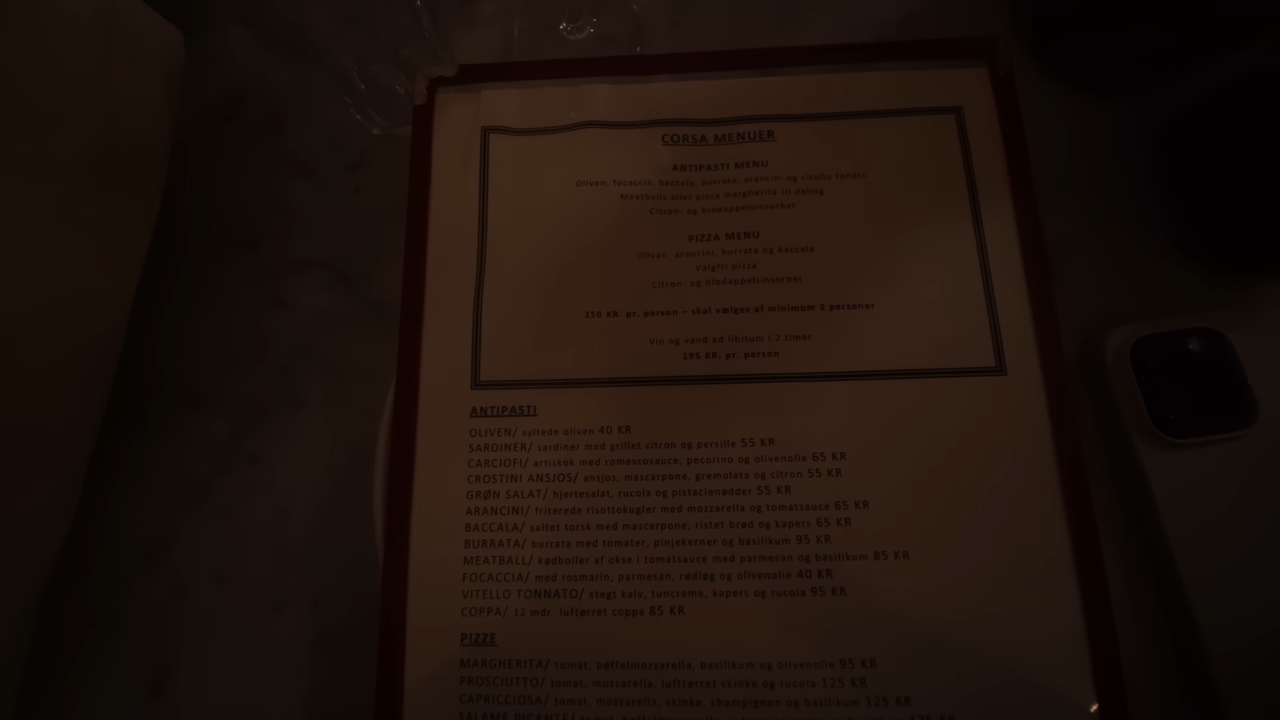 CORSA MENUER
ANTIPASTI MENU
Oliven, focaccia, baccala, burrata, arancini og vitello tonato
Meatballs eller pizza margherita til deling
Citron- og blodappelsinsorbet
PIZZA MENU
Oliven, arancini, burrata og baccala
Valgfri pizza
Citron- og blodappelsinsorbet
250 KR. pr. person – skal vælges af minimum 2 personer
Vin og vand ad libitum i 2 timer
195 KR. pr. person
ANTIPASTI
OLIVEN/ syltede oliven 40 KR
SARDINER/ sardiner med grillet citron og persille 55 KR
CARCIOFI/ artiskok med romescosauce, pecorino og olivenolie 65 KR
CROSTINI ANSJOS/ ansjos, mascarpone, gremolata og citron 55 KR
GRØN SALAT/ hjertesalat, rucola og pistacienødder 55 KR
ARANCINI/ friterede risottokugler med mozzarella og tomatsauce 65 KR
BACCALA/ saltet torsk med mascarpone, ristet brød og kapers 65 KR
BURRATA/ burrata med tomater, pinjekerner og basilikum 95 KR
MEATBALL/ kødboller af okse i tomatsauce med parmesan og basilikum 85 KR
FOCACCIA/ med rosmarin, parmesan, rødløg og olivenolie 40 KR
VITELLO TONNATO/ stegt kalv, tuncreme, kapers og rucola 95 KR
COPPA/ 12 mdr. lufttørret coppa 85 KR
PIZZE
MARGHERITA/ tomat, bøffelmozzarella, basilikum og olivenolie 95 KR
PROSCIUTTO/ tomat, mozzarella, lufttørret skinke og rucola 125 KR
CAPRICCIOSA/ tomat, mozzarella, skinke, champignon og basilikum 125 KR
SALAME PICANTE/ tomat,